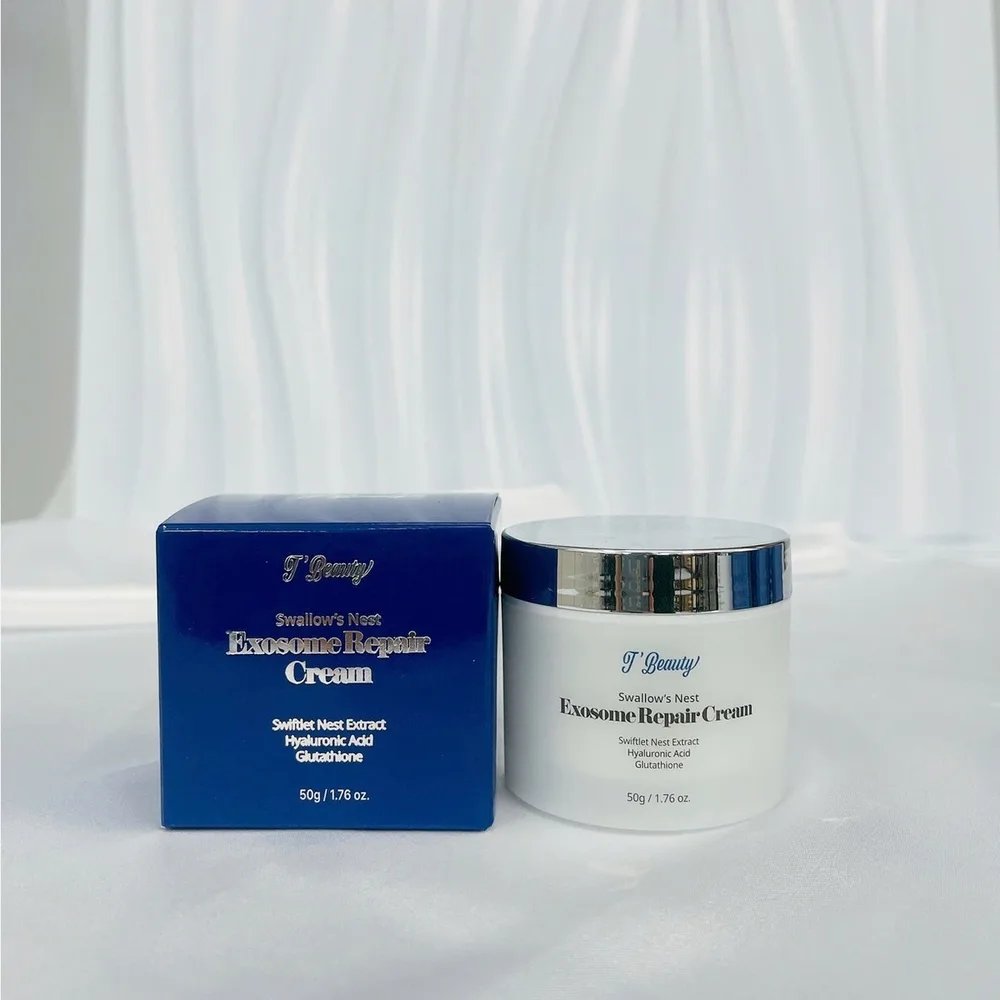 T'Beauty
Swallow's Nest
Exosome Repair
Cream
Swiftlet Nest Extract
Hyaluronic Acid
Glutathione
50g / 1.76 oz.
T'Beauty
Swallow's Nest
Exosome Repair Cream
Swiftlet Nest Extract
Hyaluronic Acid
Glutathione
50g / 1.76 oz.